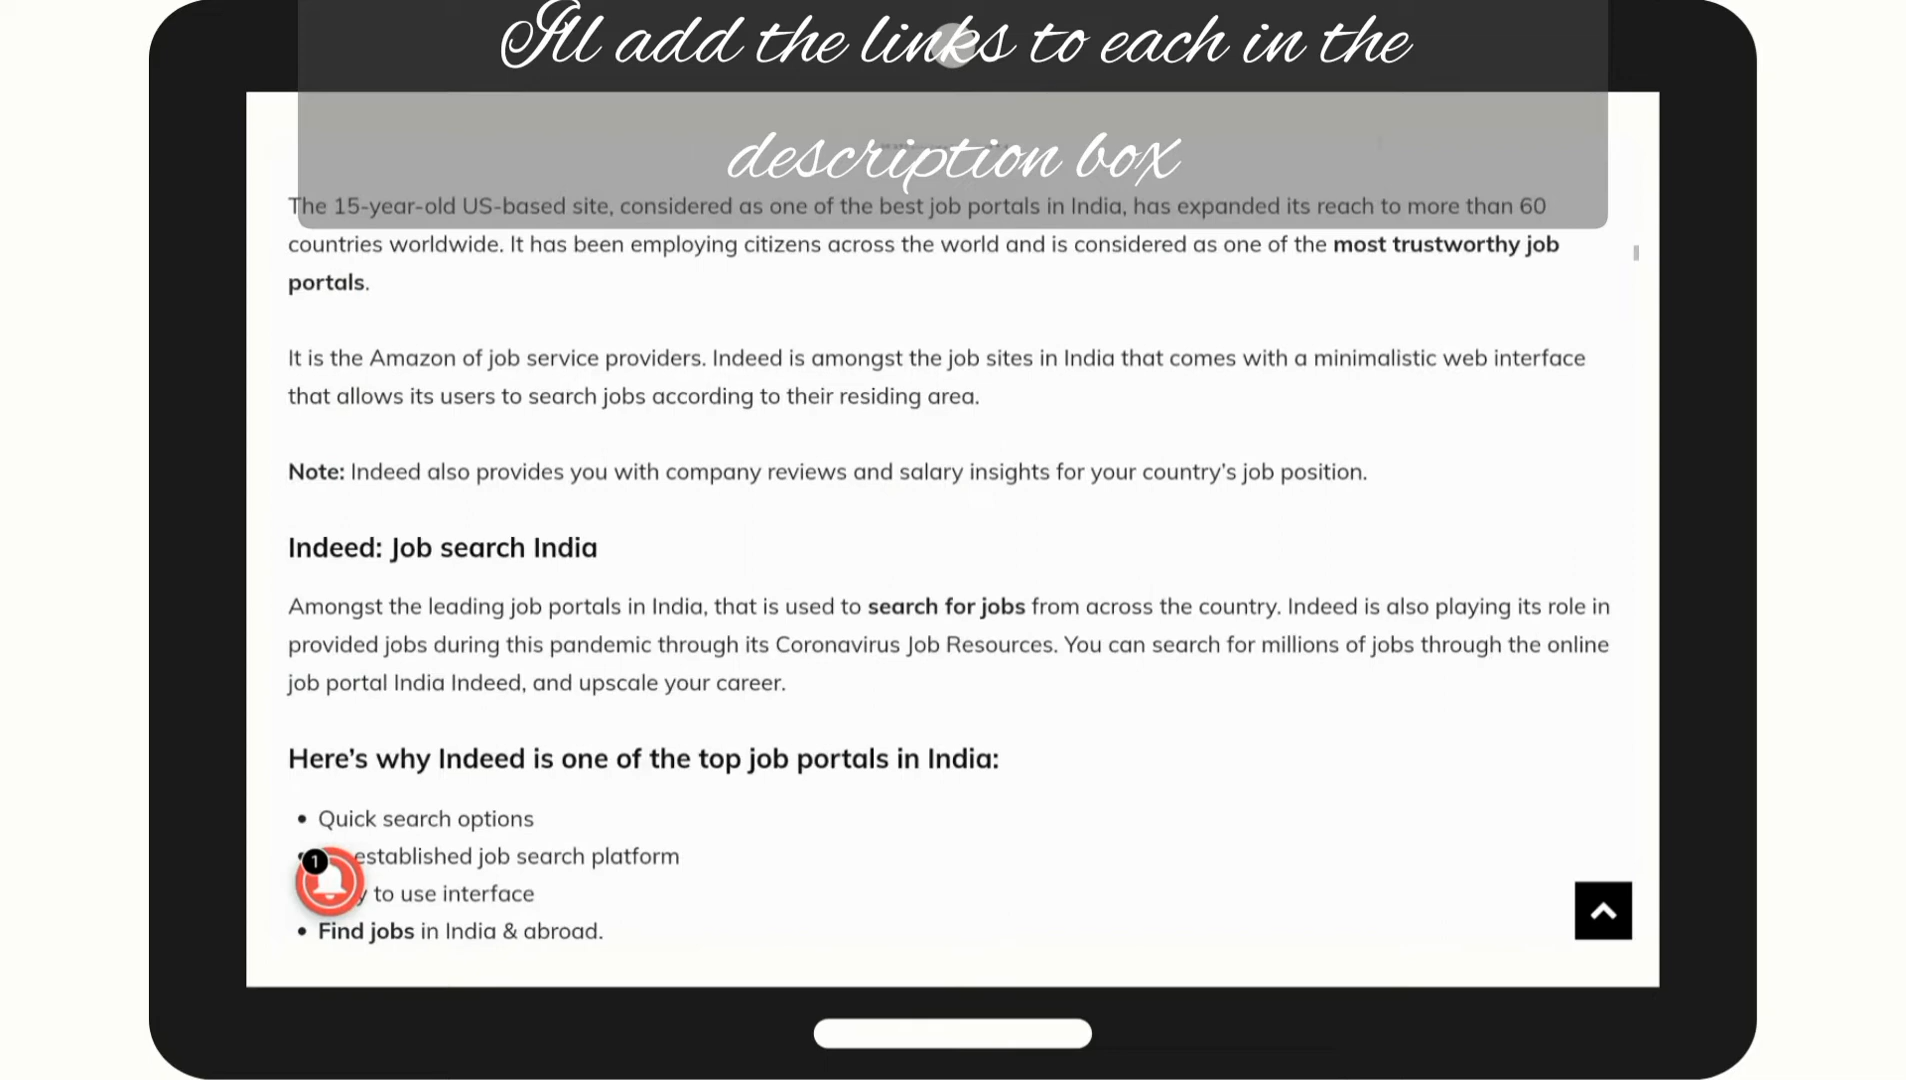 I'll add the links to each in the
description box
The 15-year-old US-based site, considered as one of the best job portals in India, has expanded its reach to more than 60
countries worldwide. It has been employing citizens across the world and is considered as one of the most trustworthy job
portals.
It is the Amazon of job service providers. Indeed is amongst the job sites in India that comes with a minimalistic web interface
that allows its users to search jobs according to their residing area.
Note: Indeed also provides you with company reviews and salary insights for your country's job position.
Indeed: Job search India
Amongst the leading job portals in India, that is used to search for jobs from across the country. Indeed is also playing its role in
provided jobs during this pandemic through its Coronavirus Job Resources. You can search for millions of jobs through the online
job portal India Indeed, and upscale your career.
Here's why Indeed is one of the top job portals in India:
Quick search options
established job search platform
1
to use interface
Find jobs in India & abroad.